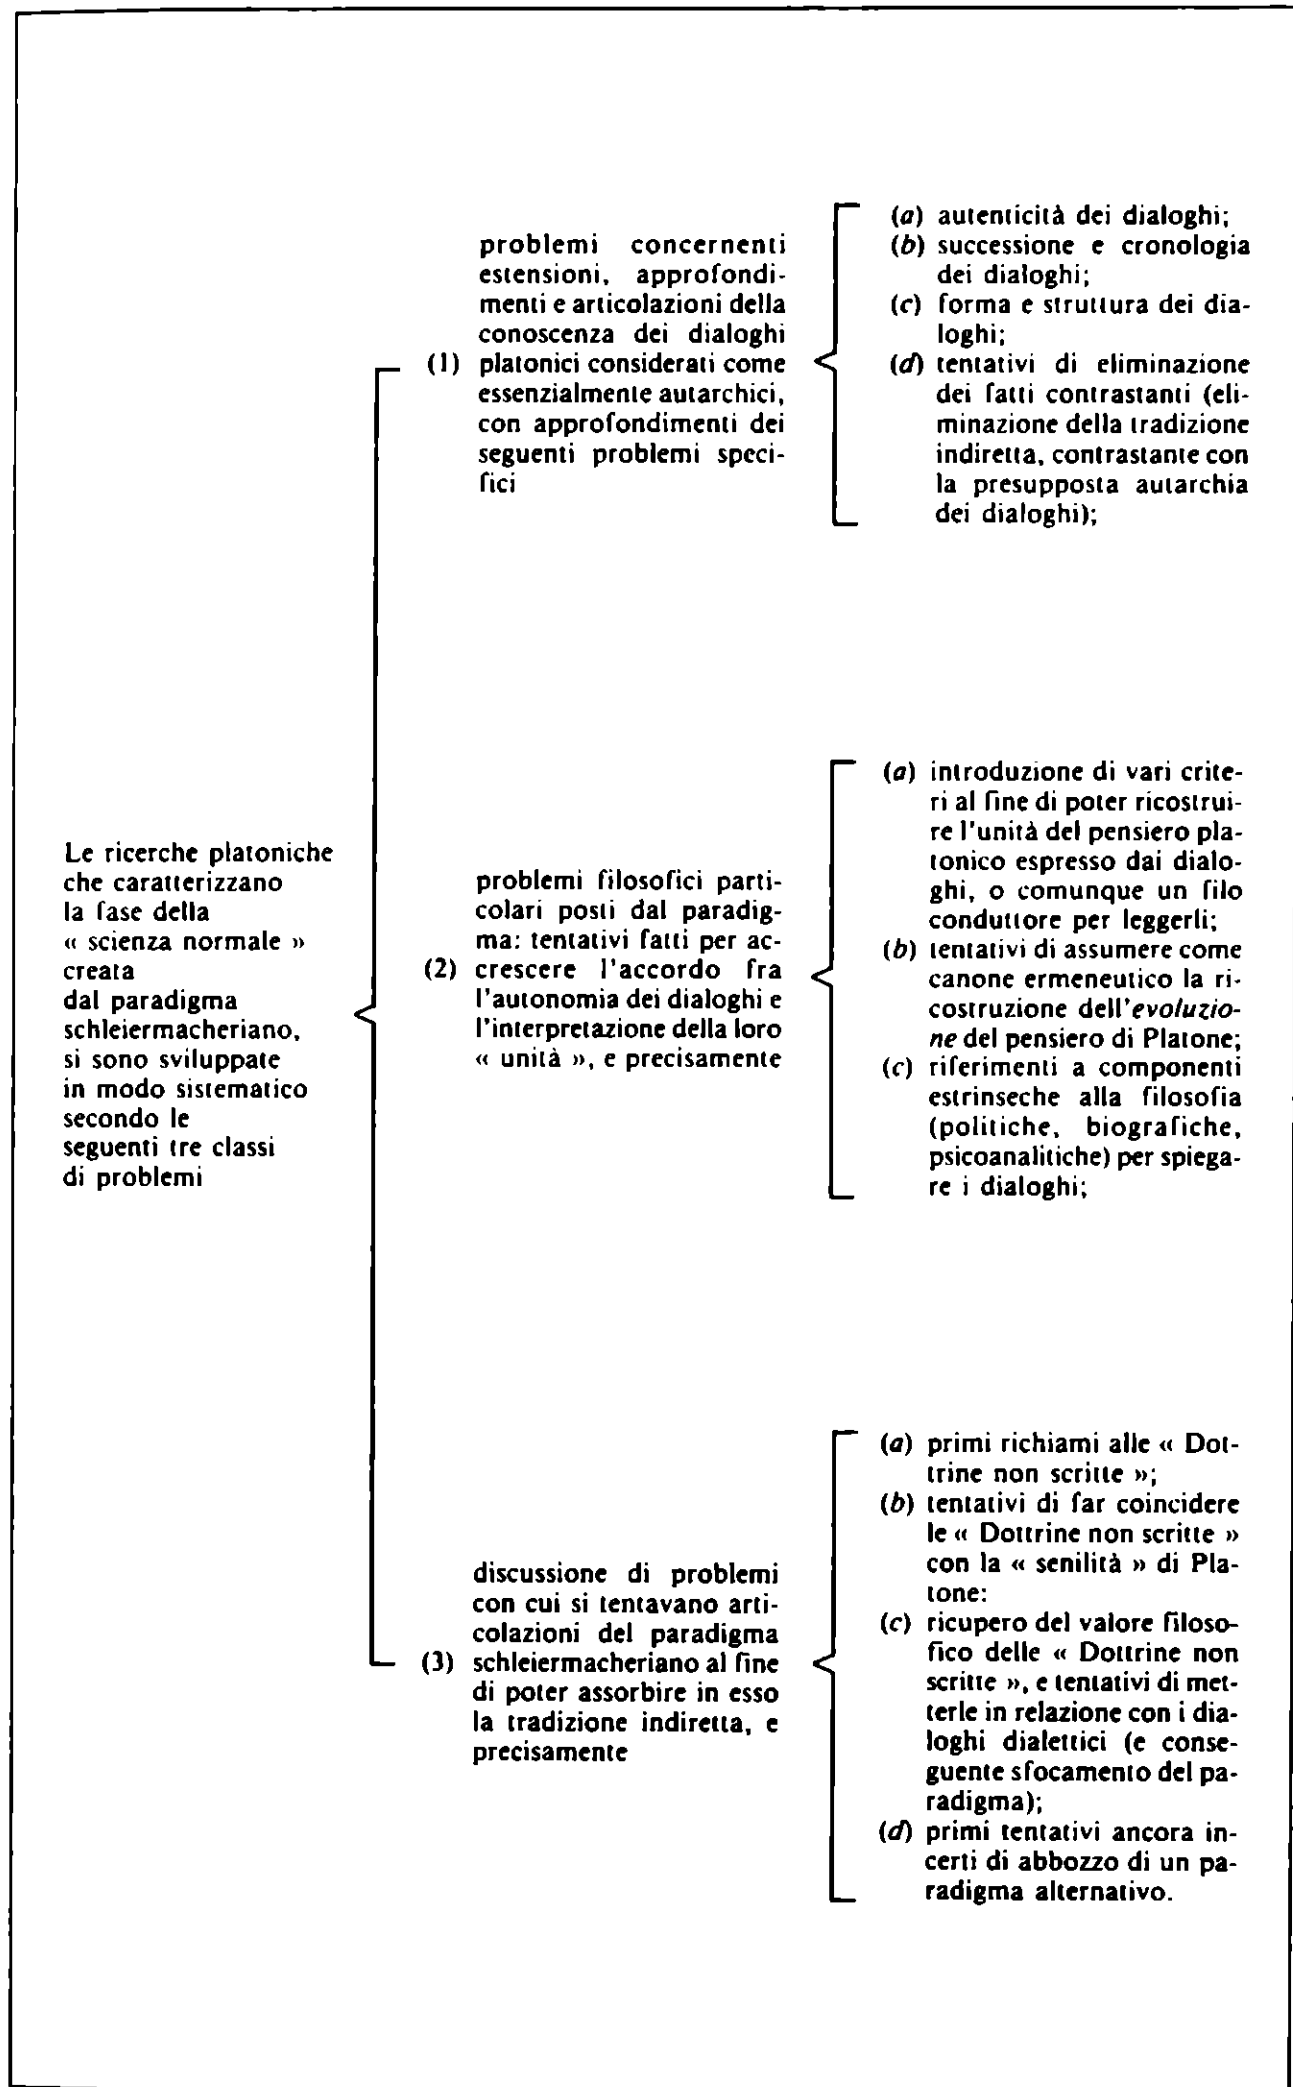 Le ricerche platoniche
che caratterizzano
la fase della
« scienza normale »
creata
dal paradigma
schleiermacheriano,
si sono sviluppate
in modo sistematico
secondo le
seguenti tre classi
di problemi
problemi concernenti
estensioni, approfondi-
menti e articolazioni della
conoscenza dei dialoghi
(1) platonici considerati come
essenzialmente autarchici,
con approfondimenti dei
seguenti problemi speci-
fici
(a) autenticità dei dialoghi;
(b) successione e cronologia
dei dialoghi;
(c) forma e struttura dei dia-
loghi;
(d) tentativi di eliminazione
dei fatti contrastanti (eli-
minazione della tradizione
indiretta, contrastante con
la presupposta autarchia
dei dialoghi);
problemi filosofici parti-
colari posti dal paradig-
ma: tentativi fatti per ac-
(2) crescere l'accordo fra
l'autonomia dei dialoghi e
l'interpretazione della loro
« unità », e precisamente
(a) introduzione di vari crite-
ri al fine di poter ricostrui-
re l'unità del pensiero pla-
tonico espresso dai dialo-
ghi, o comunque un filo
conduttore per leggerli;
(b) tentativi di assumere come
canone ermeneutico la ri-
costruzione dell'evoluzio-
ne del pensiero di Platone;
(c) riferimenti a componenti
estrinseche alla filosofia
(politiche, biografiche,
psicoanalitiche) per spiega-
re i dialoghi;
discussione di problemi
con cui si tentavano arti-
colazioni del paradigma
(3) schleiermacheriano al fine
di poter assorbire in esso
la tradizione indiretta, e
precisamente
(a) primi richiami alle « Dot-
trine non scritte »;
(b) tentativi di far coincidere
le « Dottrine non scritte »
con la « senilità » di Pla-
tone:
(c) ricupero del valore filoso-
fico delle « Dottrine non
scritte », e tentativi di met-
terle in relazione con i dia-
loghi dialettici (e conse-
guente sfocamento del pa-
radigma);
(d) primi tentativi ancora in-
certi di abbozzo di un pa-
radigma alternativo.